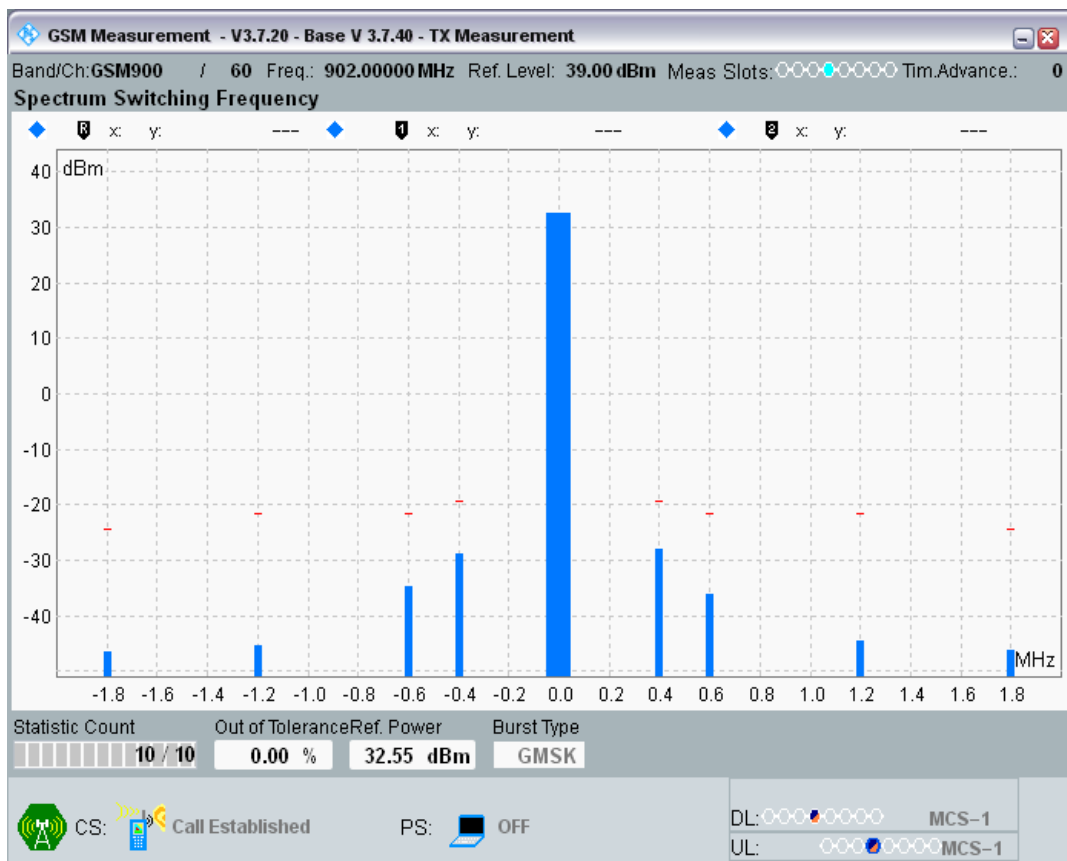 GSM Measurement - V3.7.20 - Base V 3.7.40 - TX Measurement
Band/Ch:GSM900 / 60 Freq.: 902.00000 MHz Ref. Level: 39.00 dBm Meas Slots: Tim.Advance.: 0
Spectrum Switching Frequency
R x: y: --- 1 x: y: --- 2 x: y: ---
dBm
40
30
20
10
0
-10
-20
-30
-40
MHz
-1.8 -1.6 -1.4 -1.2 -1.0 -0.8 -0.6 -0.4 -0.2 0.0 0.2 0.4 0.6 0.8 1.0 1.2 1.4 1.6 1.8
Statistic Count Out of Tolerance Ref. Power Burst Type
10 / 10 0.00 % 32.55 dBm GMSK
CS: Call Established PS: OFF
DL: MCS-1
UL: MCS-1